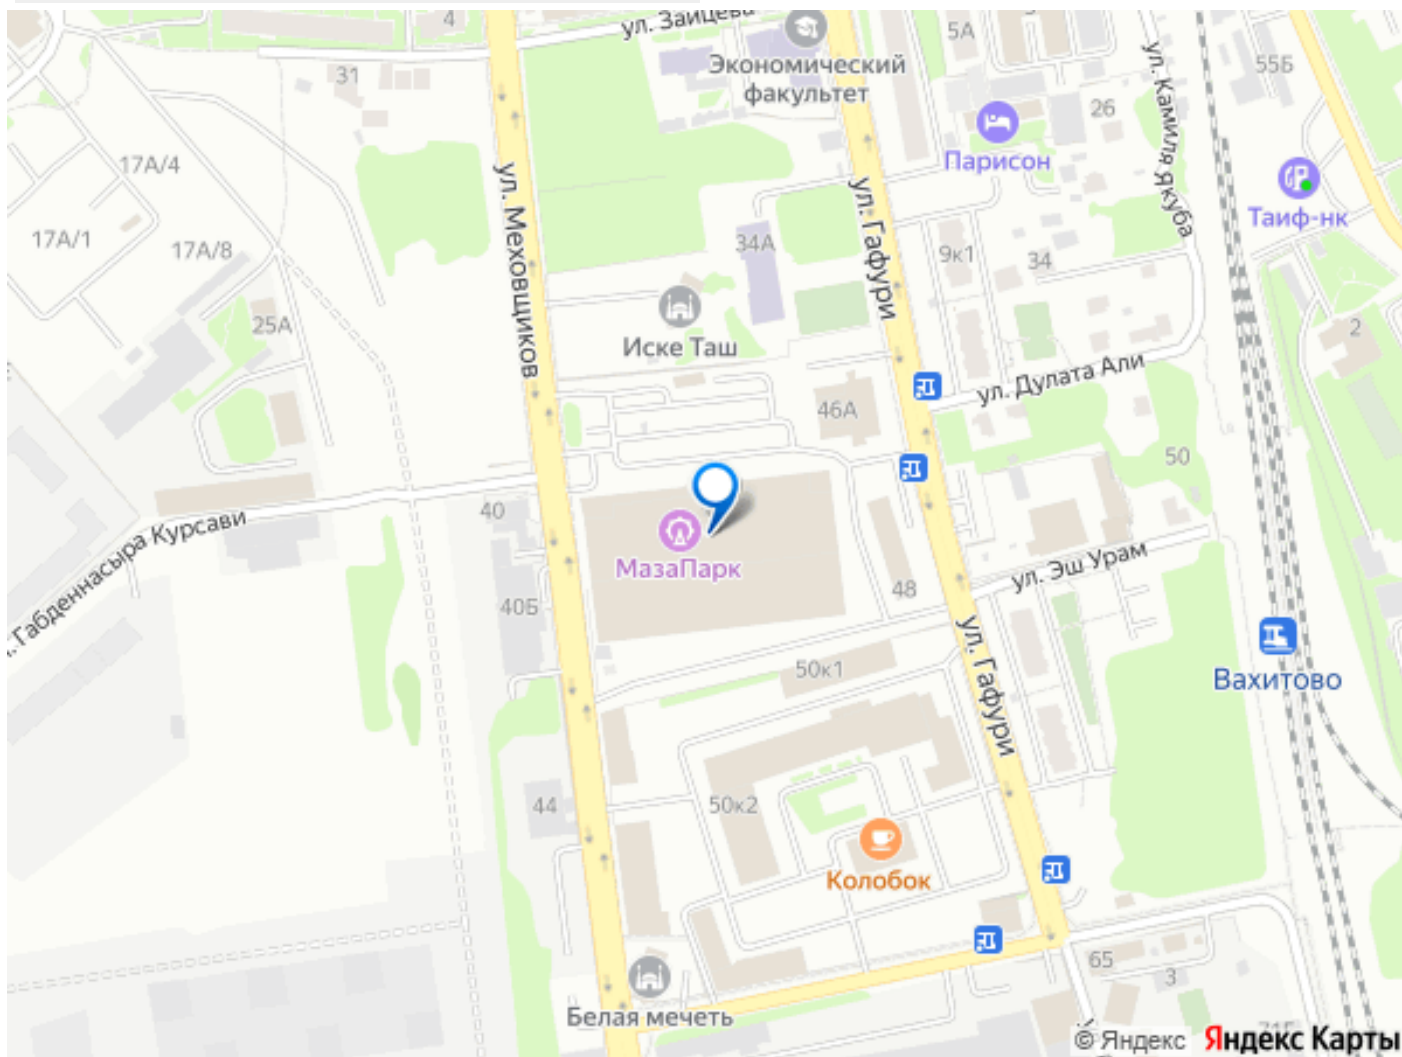 4
ул. Зайцева
5А
Экономический
факультет
31
55Б
26
ул. Камиля Якуба
Парисон
17А/4
ул. Меховщиков
ул. Гафури
Таиф-нк
17А/1
17А/8
34А
9к1
34
25А
Иске Таш
2
ул. Дулата Али
46А
50
40
Габденнасыра Курсави
МазаПарк
ул. Эш Урам
48
40Б
ул. Гафури
50к1
Вахитово
44
50к2
Колобок
65
3
Белая мечеть
© Яндекс Яндекс Карты